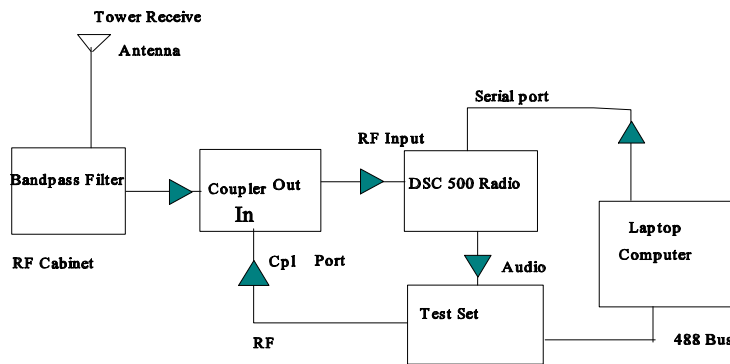 Tower Receive
Antenna
Serial port
RF Input
Bandpass Filter
Coupler Out
In
DSC 500 Radio
Laptop
Computer
RF Cabinet
Cpl Port
Audio
Test Set
RF
488 Bus